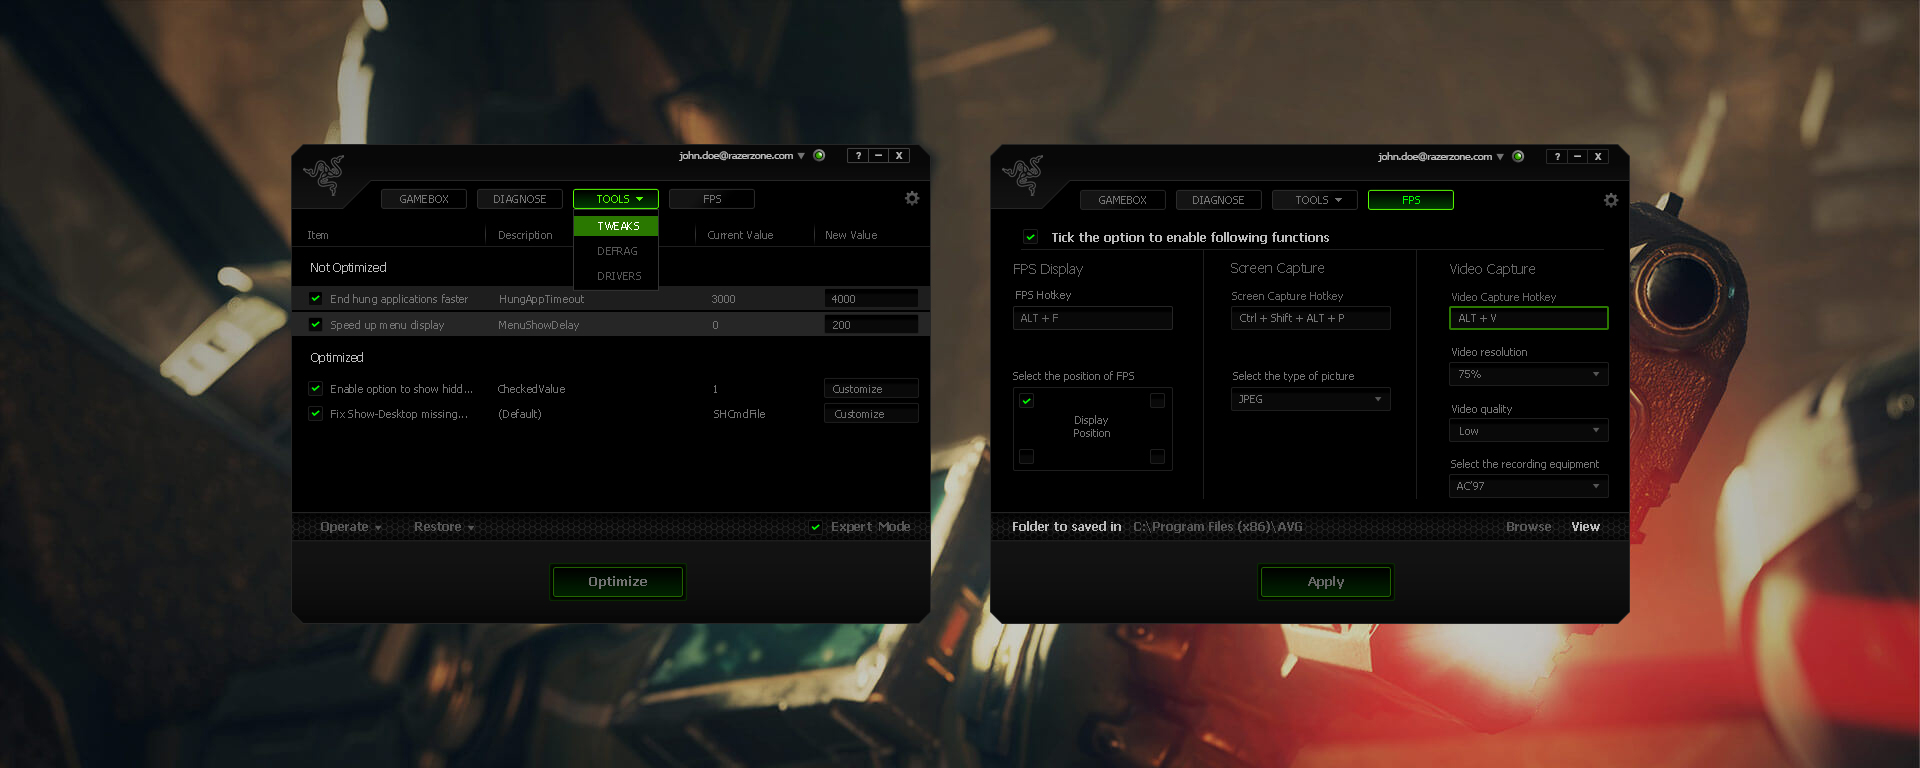 john.doe@razerzone.com
? – X
GAMEBOX DIAGNOSE TOOLS FPS
TWEAKS
DEFRAG
DRIVERS
Item Description Current Value New Value
Not Optimized
End hung applications faster HungAppTimeout 3000 4000
Speed up menu display MenuShowDelay 0 200
Optimized
Enable option to show hidd... CheckedValue 1 Customize
Fix Show-Desktop missing... (Default) SHCmdFile Customize
Operate Restore Expert Mode
Optimize
john.doe@razerzone.com
? – X
GAMEBOX DIAGNOSE TOOLS FPS
Tick the option to enable following functions
FPS Display
FPS Hotkey
ALT + F
Select the position of FPS
Display
Position
Screen Capture
Screen Capture Hotkey
Ctrl + Shift + ALT + P
Select the type of picture
JPEG
Video Capture
Video Capture Hotkey
ALT + V
Video resolution
75%
Video quality
Low
Select the recording equipment
AC'97
Folder to saved in C:\Program Files (x86)\AVG Browse View
Apply